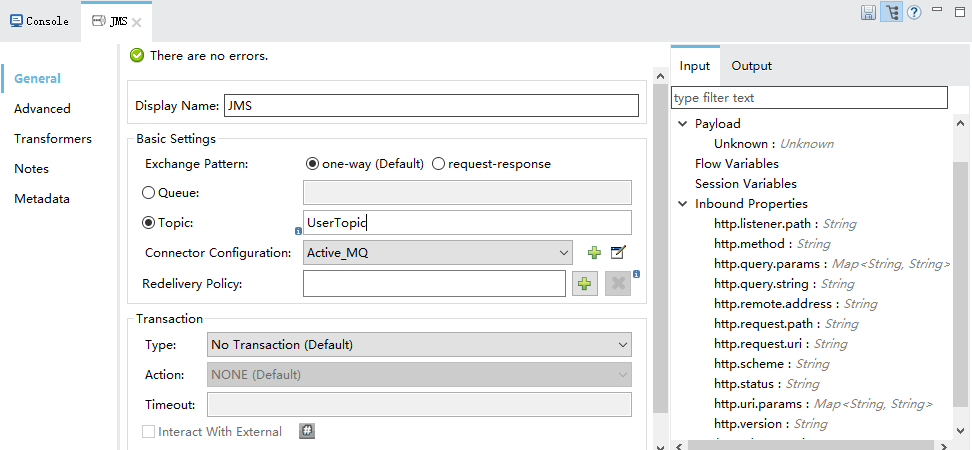 Console
JMS
There are no errors.
General
Advanced
Transformers
Notes
Metadata
Display Name: JMS
Basic Settings
Exchange Pattern: one-way (Default) request-response
Queue:
Topic: UserTopic
Connector Configuration: Active_MQ
Redelivery Policy:
Transaction
Type: No Transaction (Default)
Action: NONE (Default)
Timeout:
Interact With External
Input Output
type filter text
Payload
Unknown : Unknown
Flow Variables
Session Variables
Inbound Properties
http.listener.path : String
http.method : String
http.query.params : Map<String, String>
http.query.string : String
http.remote.address : String
http.request.path : String
http.request.uri : String
http.scheme : String
http.status : String
http.uri.params : Map<String, String>
http.version : String